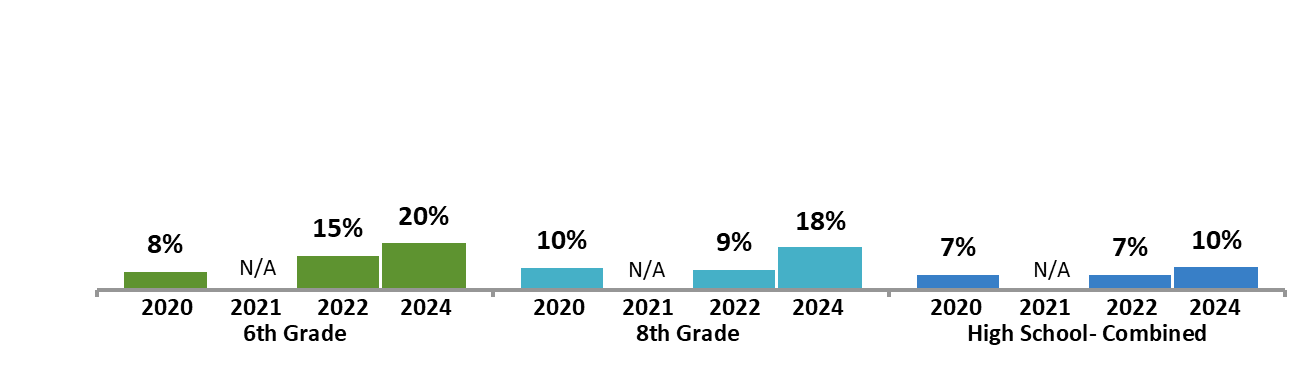 8% N/A 15% 20% 10% N/A 9% 18% 7% N/A 7% 10%
2020 2021 2022 2024 2020 2021 2022 2024 2020 2021 2022 2024
6th Grade 8th Grade High School- Combined